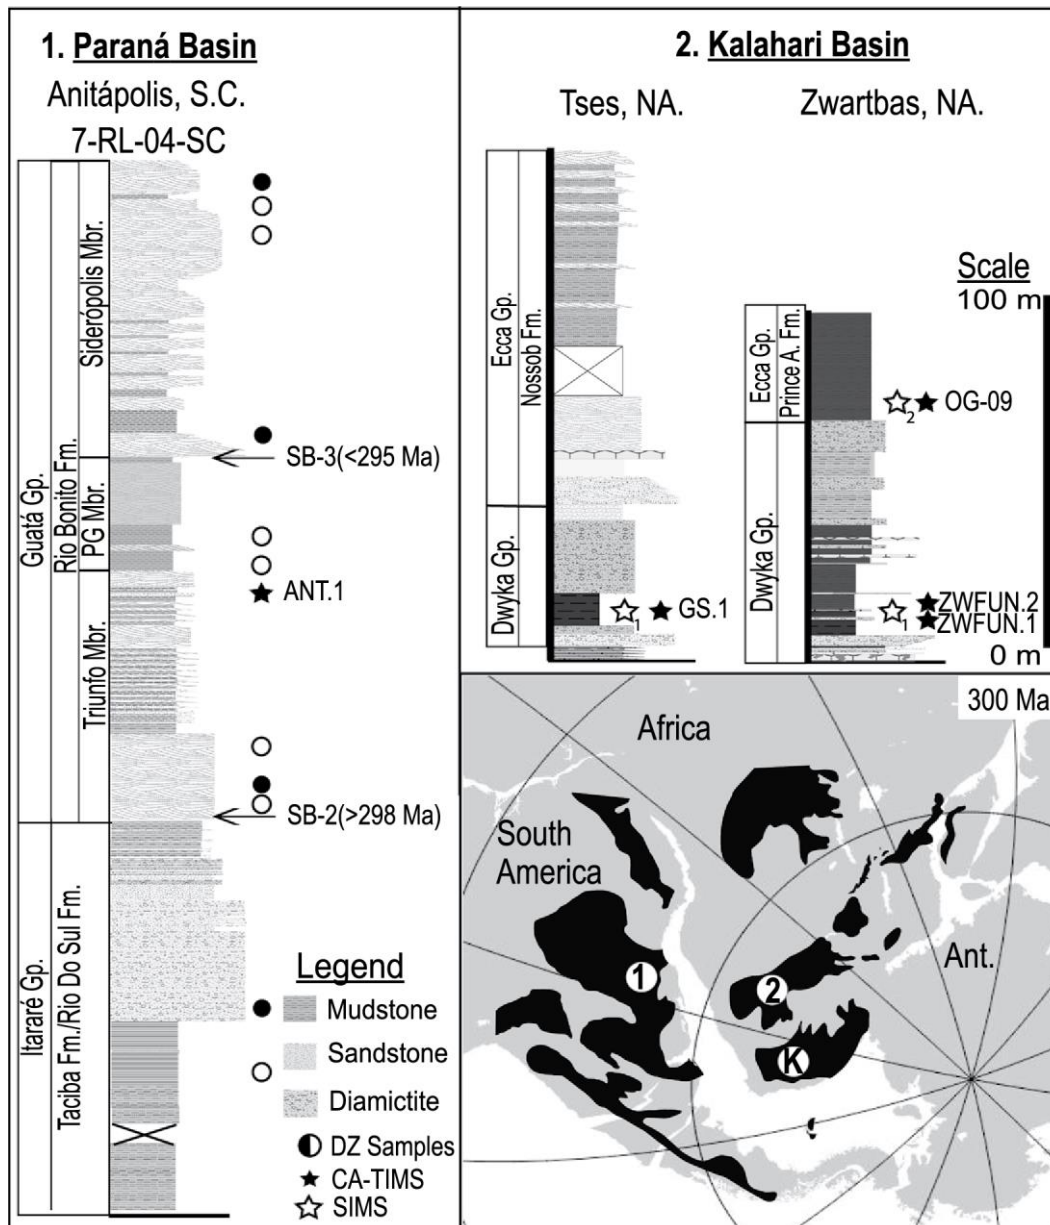 1. Paraná Basin
Anitápolis, S.C.
7-RL-04-SC
Guatá Gp.
Rio Bonito Fm.
Siderópolis Mbr.
PG Mbr.
Triunfo Mbr.
SB-3(<295 Ma)
ANT.1
SB-2(>298 Ma)
Itararé Gp.
Taciba Fm./Rio Do Sul Fm.
Legend
Mudstone
Sandstone
Diamictite
DZ Samples
CA-TIMS
SIMS
2. Kalahari Basin
Tses, NA.
Ecca Gp.
Nossob Fm.
Dwyka Gp.
1
GS.1
Zwartbas, NA.
Ecca Gp.
Prince A. Fm.
Dwyka Gp.
2
OG-09
1
ZWFUN.2
ZWFUN.1
Scale
100 m
0 m
300 Ma
Africa
South
America
Ant.
1
2
K